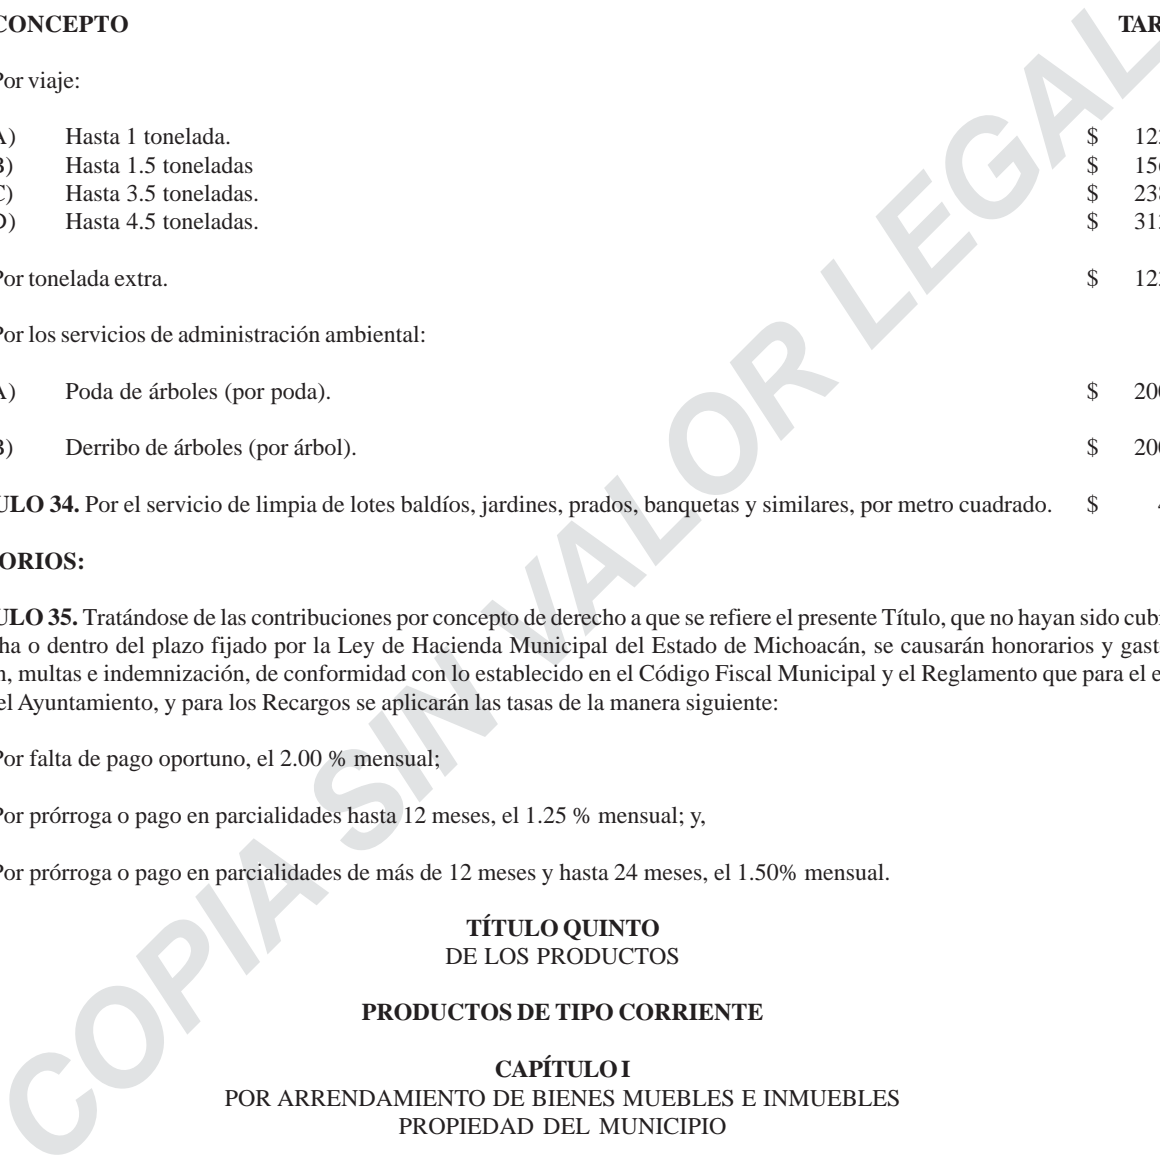 CONCEPTO TAR
Por viaje:
A) Hasta 1 tonelada. $
B) Hasta 1.5 toneladas $
C) Hasta 3.5 toneladas. $
D) Hasta 4.5 toneladas. $
Por tonelada extra. $
Por los servicios de administración ambiental:
A) Poda de árboles (por poda). $ 200
B) Derribo de árboles (por árbol). $ 200
ULO 34. Por el servicio de limpia de lotes baldíos, jardines, prados, banquetas y similares, por metro cuadrado. $
ORIOS:
ULO 35. Tratándose de las contribuciones por concepto de derecho a que se refiere el presente Título, que no hayan sido cubi
ha o dentro del plazo fijado por la Ley de Hacienda Municipal del Estado de Michoacán, se causarán honorarios y gast
n, multas e indemnización, de conformidad con lo establecido en el Código Fiscal Municipal y el Reglamento que para el e
el Ayuntamiento, y para los Recargos se aplicarán las tasas de la manera siguiente:
Por falta de pago oportuno, el 2.00 % mensual;
Por prórroga o pago en parcialidades hasta 12 meses, el 1.25 % mensual; y,
Por prórroga o pago en parcialidades de más de 12 meses y hasta 24 meses, el 1.50% mensual.
TÍTULO QUINTO
DE LOS PRODUCTOS
PRODUCTOS DE TIPO CORRIENTE
CAPÍTULO I
POR ARRENDAMIENTO DE BIENES MUEBLES E INMUEBLES
PROPIEDAD DEL MUNICIPIO
COPIA SIN VALOR LEGAL